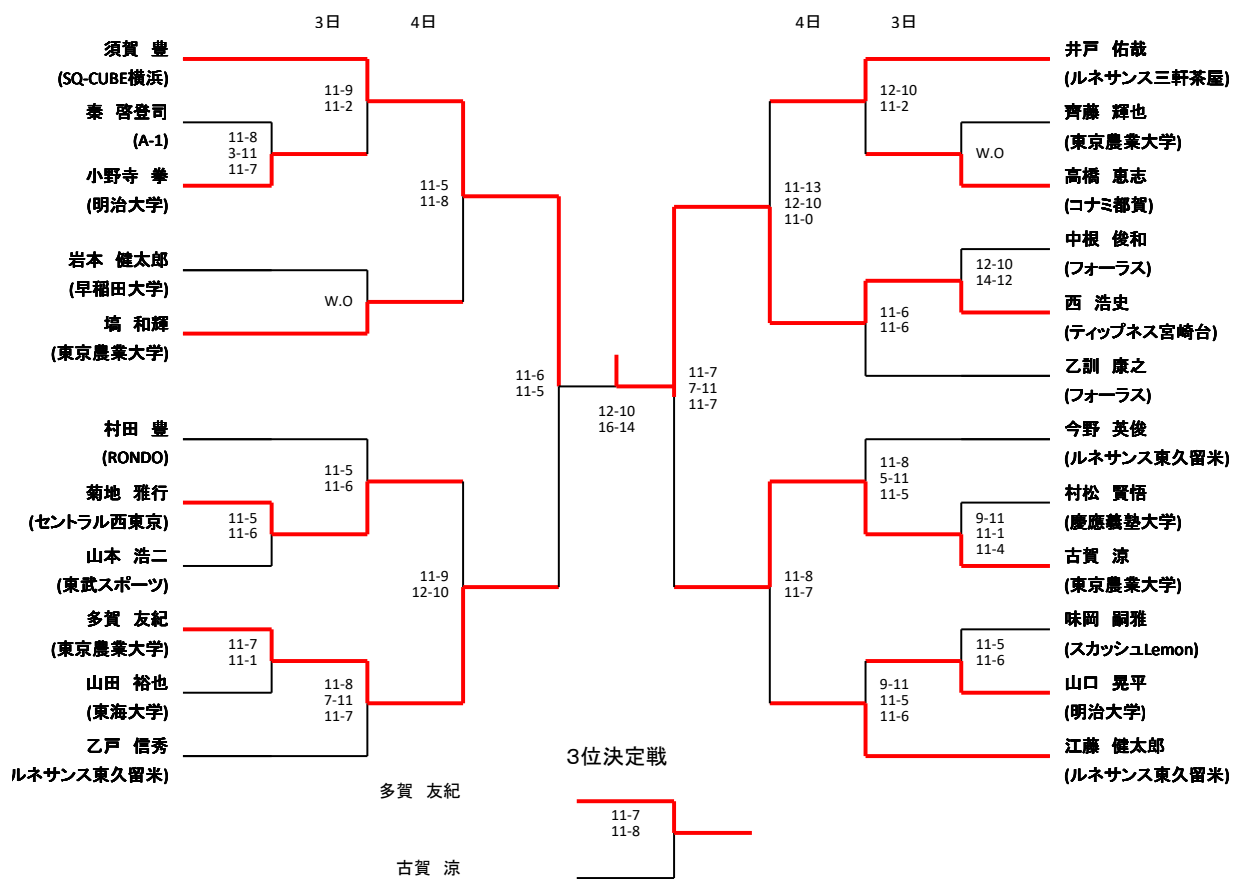 3日
4日
須賀 豊
(SQ-CUBE横浜)
秦 啓登司
(A-1)
小野寺 拳
(明治大学)
岩本 健太郎
(早稲田大学)
塙 和輝
(東京農業大学)
村田 豊
(RONDO)
菊地 雅行
(セントラル西東京)
山本 浩二
(東武スポーツ)
多賀 友紀
(東京農業大学)
山田 裕也
(東海大学)
乙戸 信秀
ルネサンス東久留米)
11-8
3-11
11-7
11-9
11-2
W.O
11-5
11-8
11-5
11-6
11-5
11-6
11-7
11-1
11-8
7-11
11-7
11-9
12-10
11-6
11-5
12-10
16-14
4日
3日
井戸 佑哉
(ルネサンス三軒茶屋)
齊藤 輝也
(東京農業大学)
高橋 恵志
(コナミ都賀)
中根 俊和
(フォーラス)
西 浩史
(ティップネス宮崎台)
乙訓 康之
(フォーラス)
今野 英俊
(ルネサンス東久留米)
村松 賢悟
(慶應義塾大学)
古賀 涼
(東京農業大学)
味岡 嗣雅
(スカッシュLemon)
山口 晃平
(明治大学)
江藤 健太郎
(ルネサンス東久留米)
12-10
11-2
W.O
11-13
12-10
11-0
12-10
14-12
11-6
11-6
11-7
7-11
11-7
11-8
5-11
11-5
9-11
11-1
11-4
11-8
11-7
11-5
11-6
9-11
11-5
11-6
3位決定戦
多賀 友紀
11-7
11-8
古賀 涼